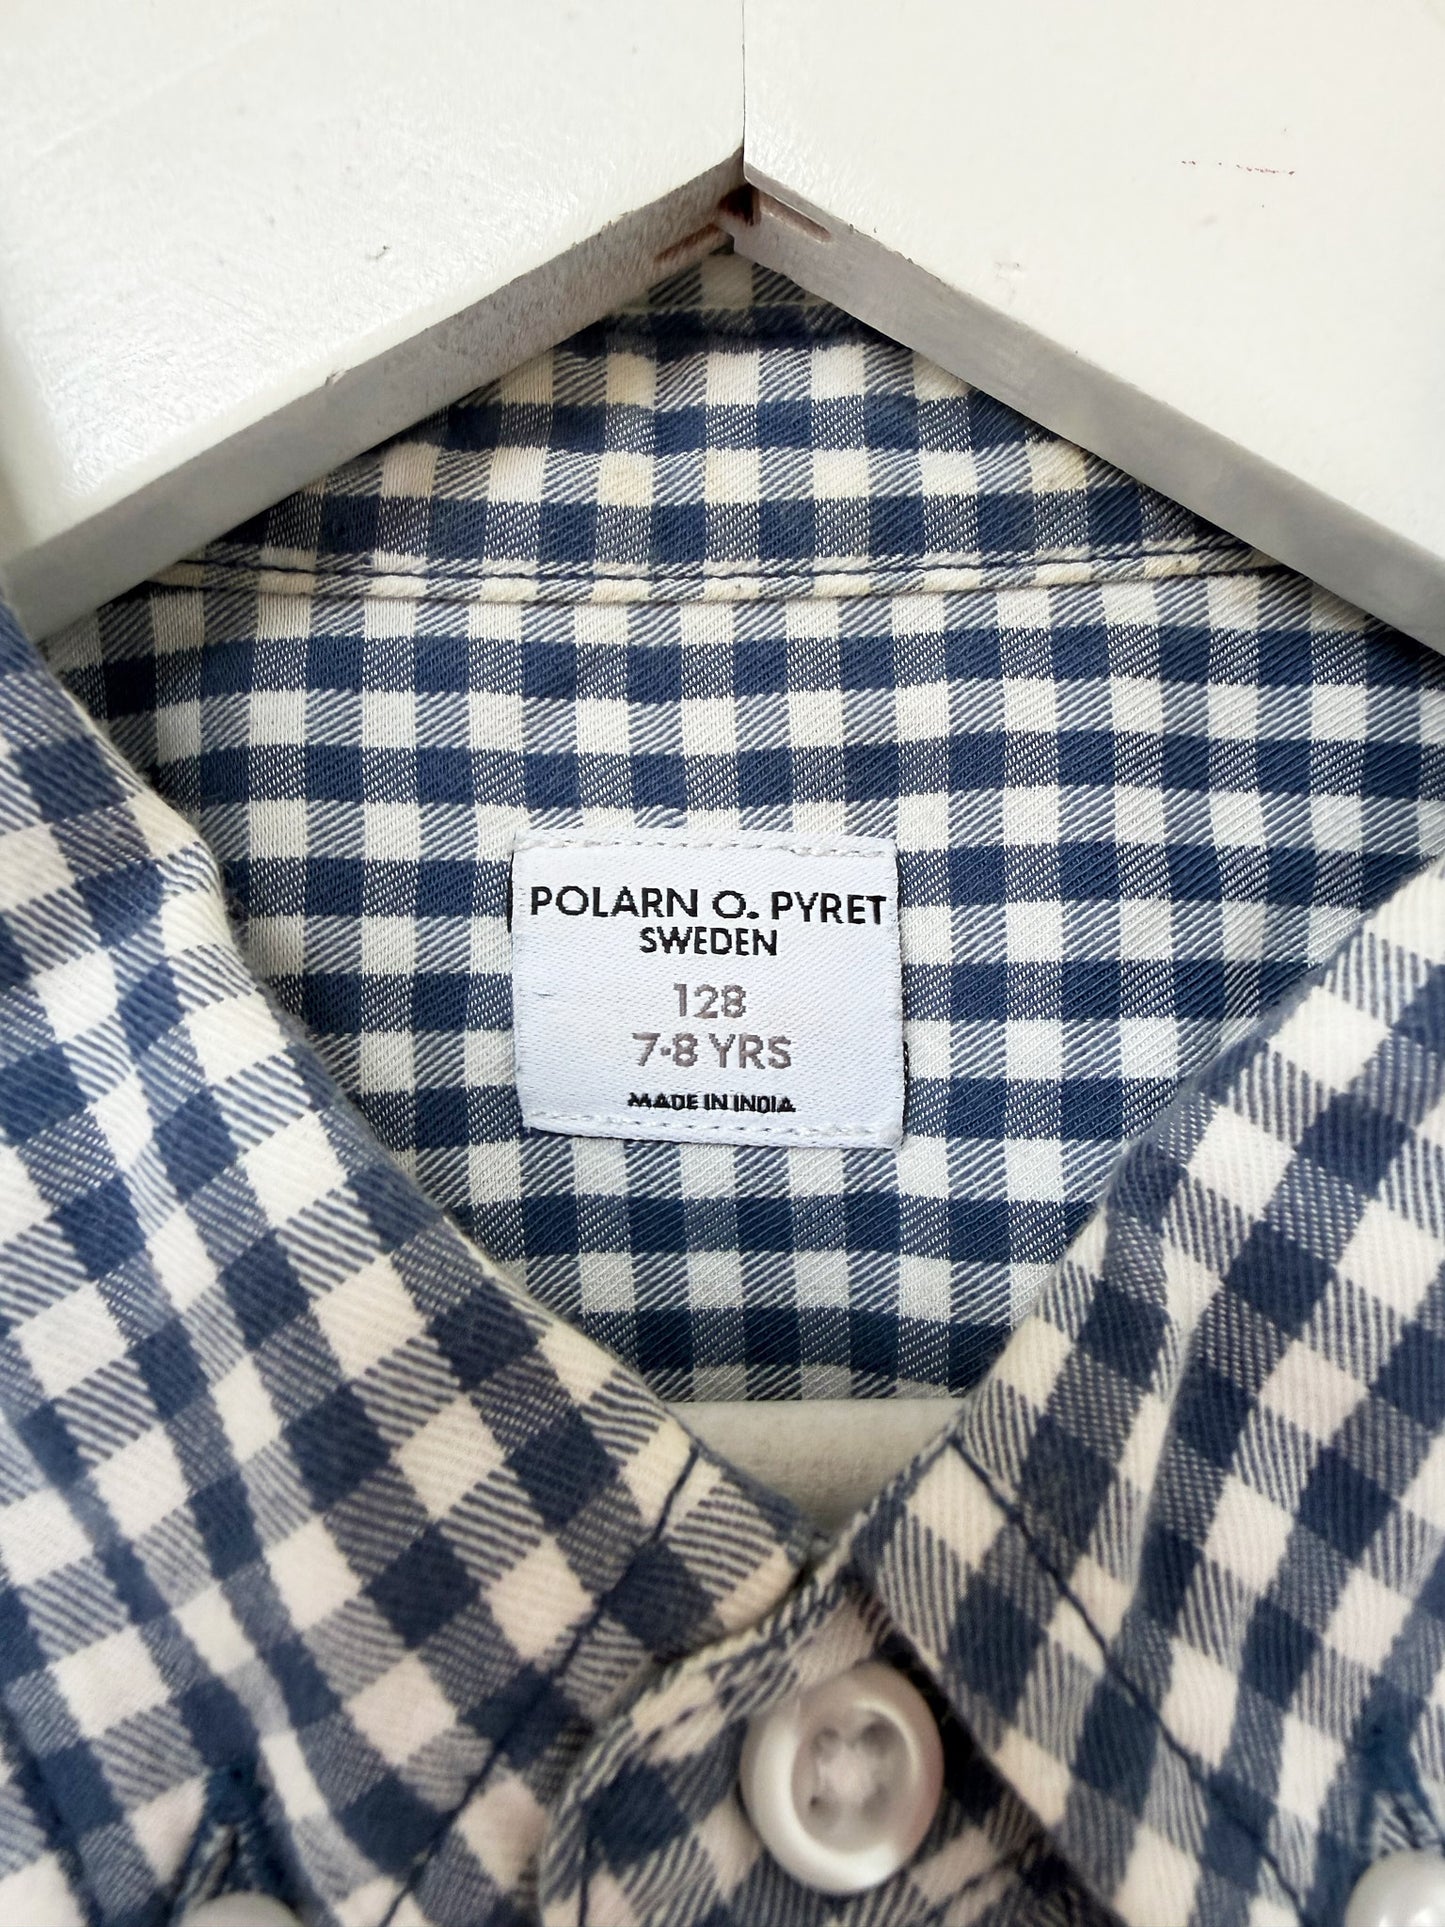 POLARN O. PYRET
SWEDEN
128
7-8 YRS
MADE IN INDIA